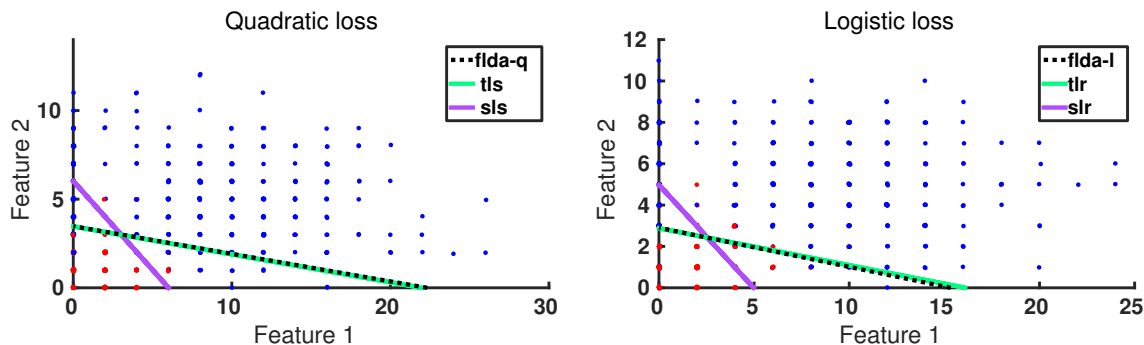 Quadratic loss
flda-q
tls
sls
10
5
0
Feature 2
0
10
20
30
Feature 1
Logistic loss
flda-l
tlr
slr
12
10
8
6
4
2
0
Feature 2
0
5
10
15
20
25
Feature 1